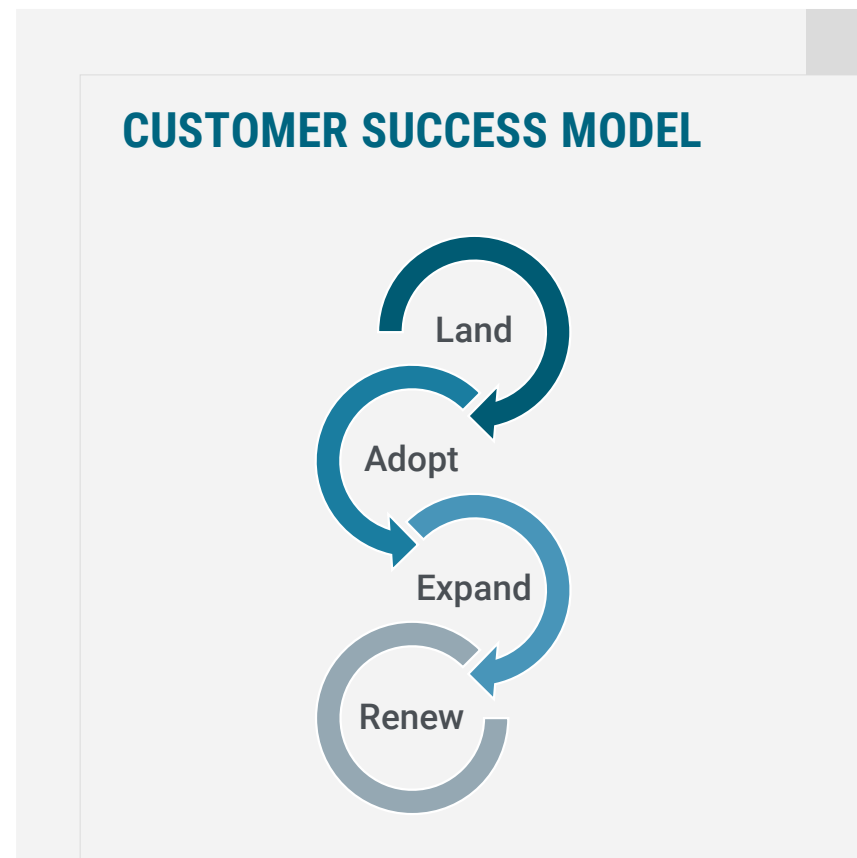 CUSTOMER SUCCESS MODEL
Land
Adopt
Expand
Renew